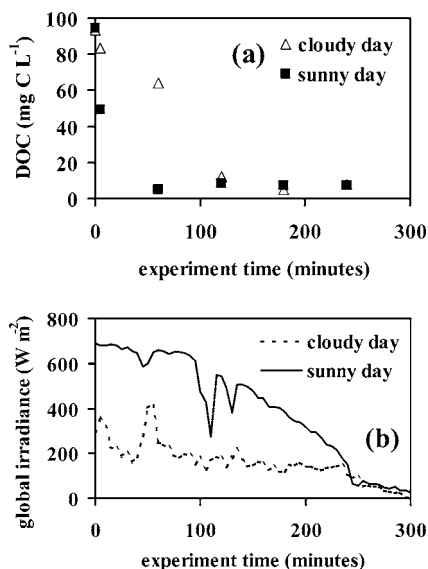 100
80
60
40
20
0
DOC (mg C L⁻¹)
(a)
cloudy day
sunny day
0 100 200 300
experiment time (minutes)
800
600
400
200
0
global irradiance (W m²)
cloudy day
sunny day
(b)
0 100 200 300
experiment time (minutes)